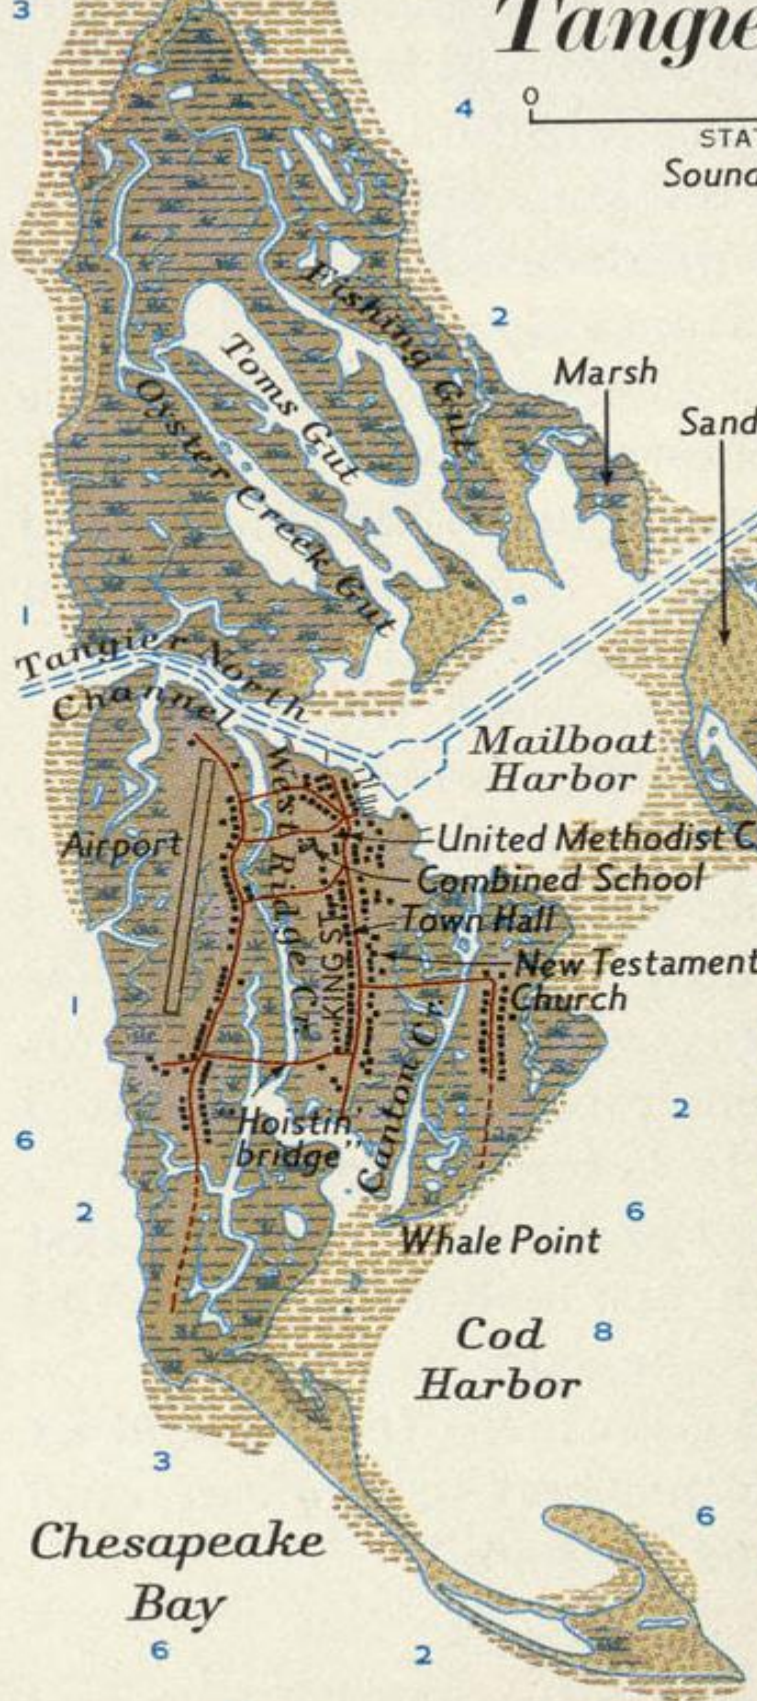 3
Tangie
4
0
STAT
Sound
Fishing Gut
2
Marsh
Toms Gut
Sand
Oyster Creek Gut
1
Tangier North
Channel
Mailboat
Harbor
West Ridge Cr.
Airport
United Methodist C
Combined School
Town Hall
KING ST.
New Testament
Church
1
Canton Cr.
2
"Hoistin'
bridge"
6
2
6
Whale Point
Cod
Harbor
8
3
6
Chesapeake
Bay
6
2